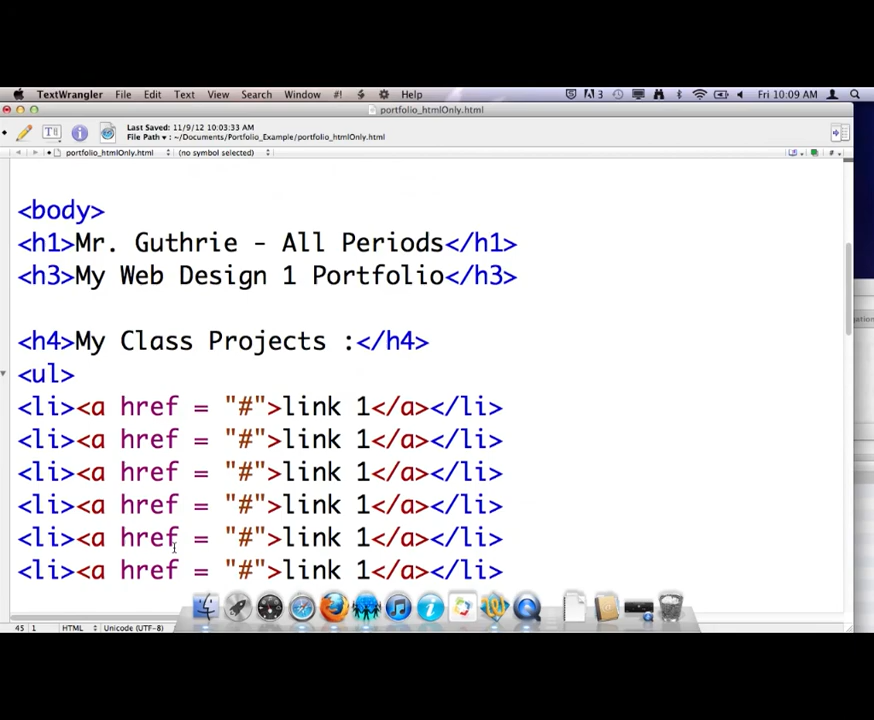 TextWrangler File Edit Text View Search Window #! Help 3 Fri 10:09 AM
portfolio_htmlOnly.html
Last Saved: 11/9/12 10:03:33 AM
File Path ▾ : ~/Documents/Portfolio_Example/portfolio_htmlOnly.html
portfolio_htmlOnly.html (no symbol selected)
<body>
<h1>Mr. Guthrie - All Periods</h1>
<h3>My Web Design 1 Portfolio</h3>
<h4>My Class Projects :</h4>
<ul>
<li><a href = "#">link 1</a></li>
<li><a href = "#">link 1</a></li>
<li><a href = "#">link 1</a></li>
<li><a href = "#">link 1</a></li>
<li><a href = "#">link 1</a></li>
<li><a href = "#">link 1</a></li>
45 1 HTML Unicode (UTF-8)